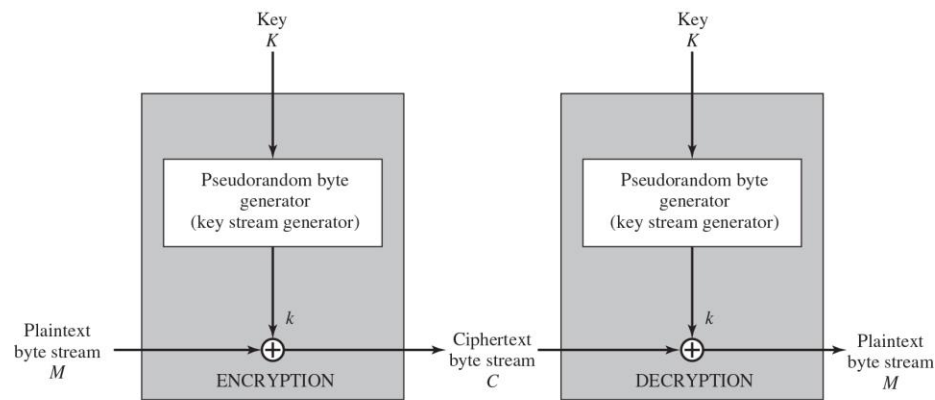 Key
K
Pseudorandom byte
generator
(key stream generator)
k
Plaintext
byte stream
M
ENCRYPTION
Ciphertext
byte stream
C
Key
K
Pseudorandom byte
generator
(key stream generator)
k
DECRYPTION
Plaintext
byte stream
M